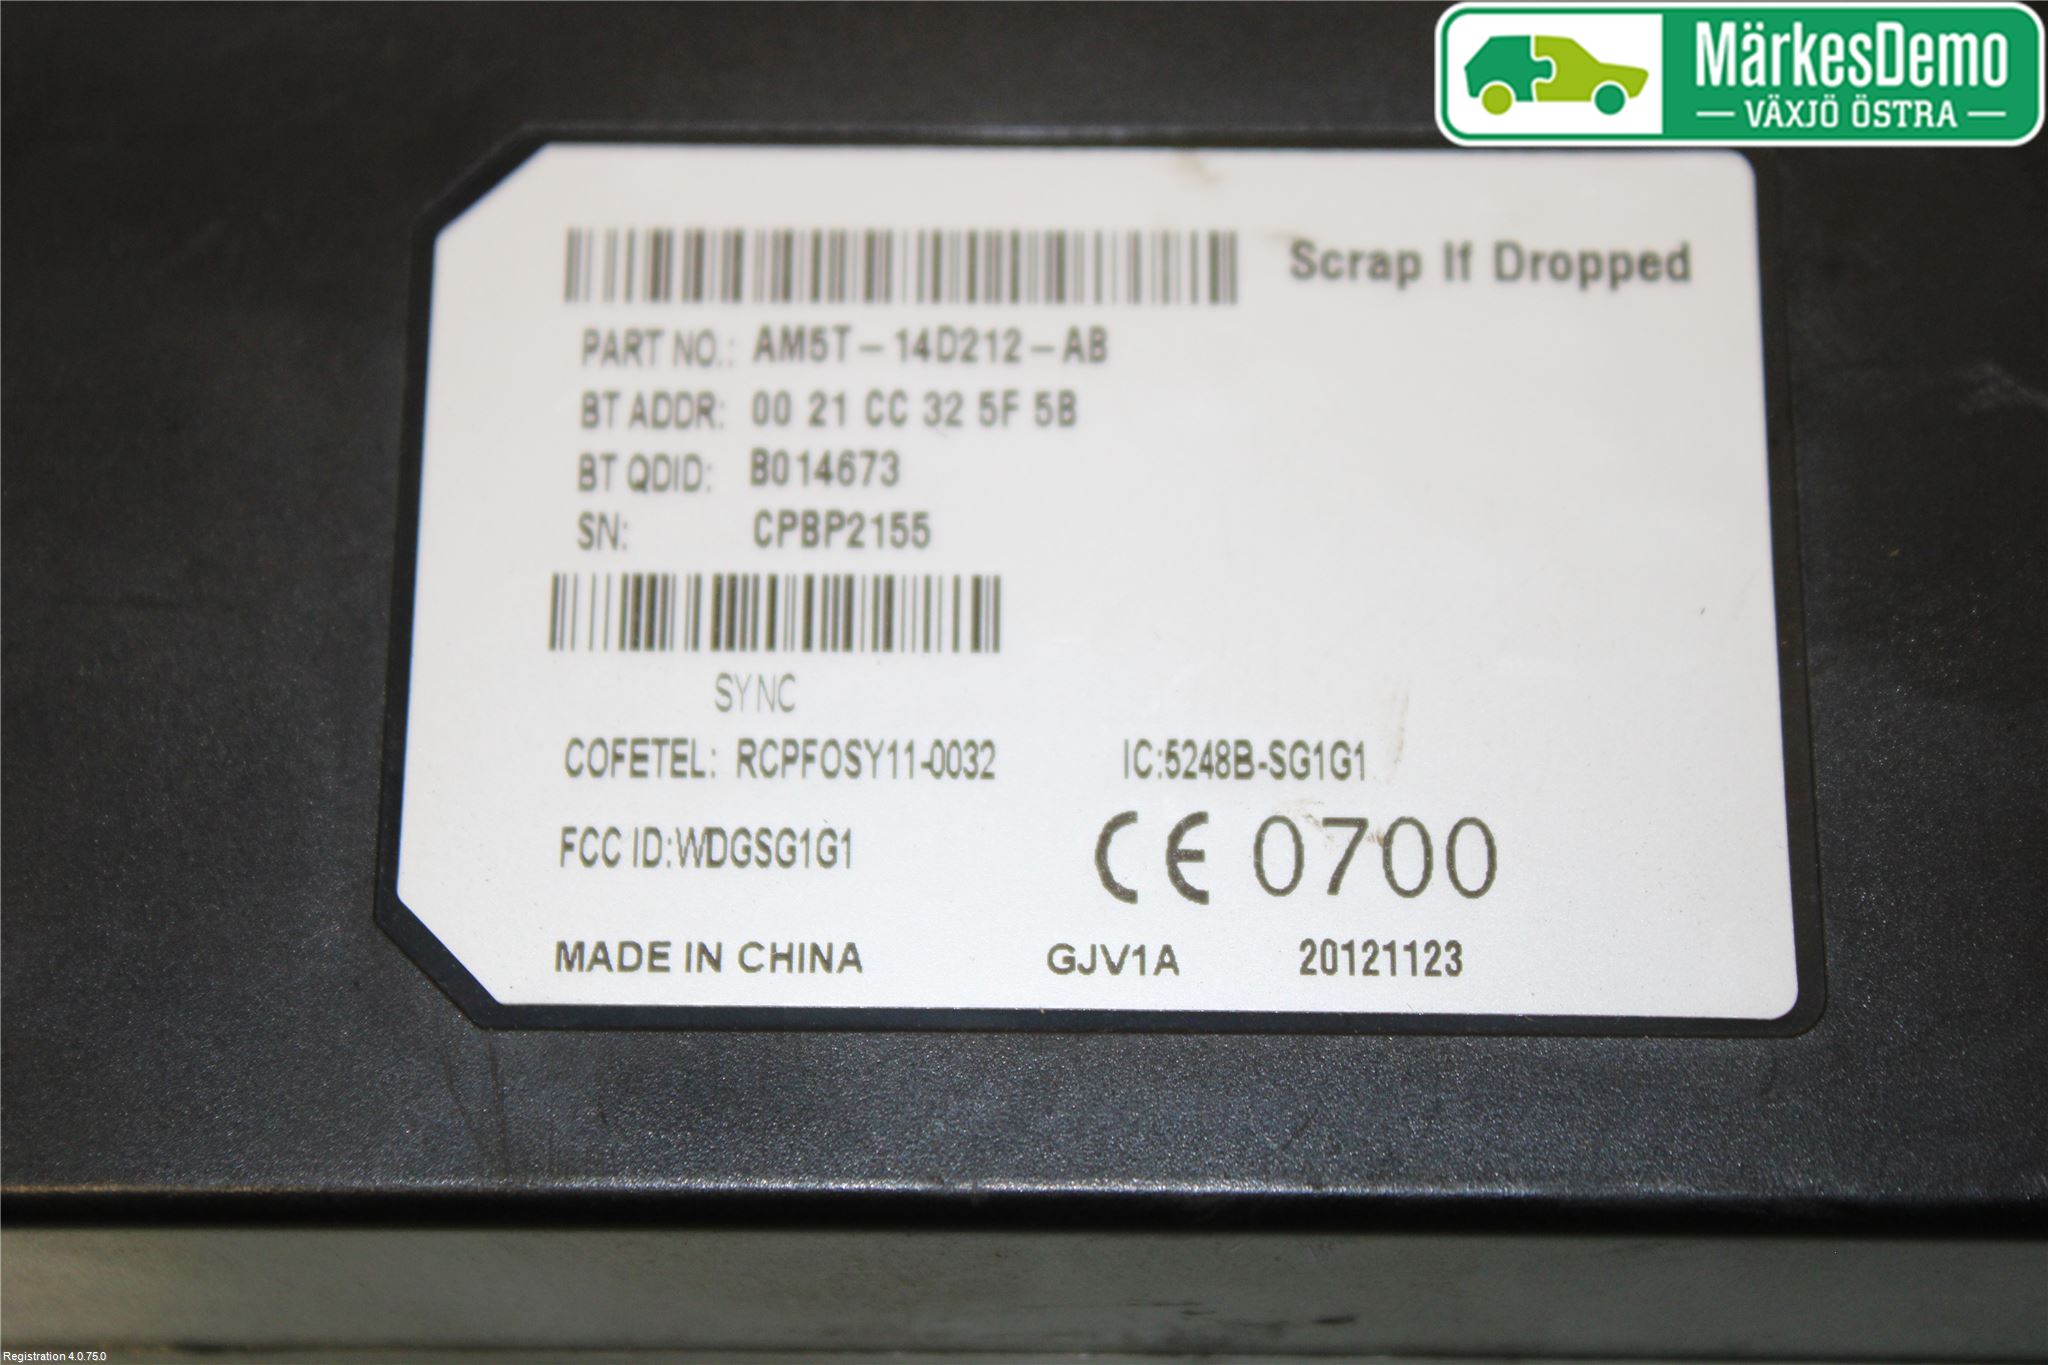 MärkesDemo
VÄXJÖ ÖSTRA
Scrap If Dropped
PART NO.: AM5T-14D212-AB
BT ADDR: 00 21 CC 32 5F 5B
BT QDID: B014673
SN: CPBP2155
SYNC
COFETEL: RCPFOSY11-0032 IC:5248B-SG1G1
FCC ID:WDGSG1G1 CE 0700
MADE IN CHINA GJV1A 20121123
Registration 4.0.75.0